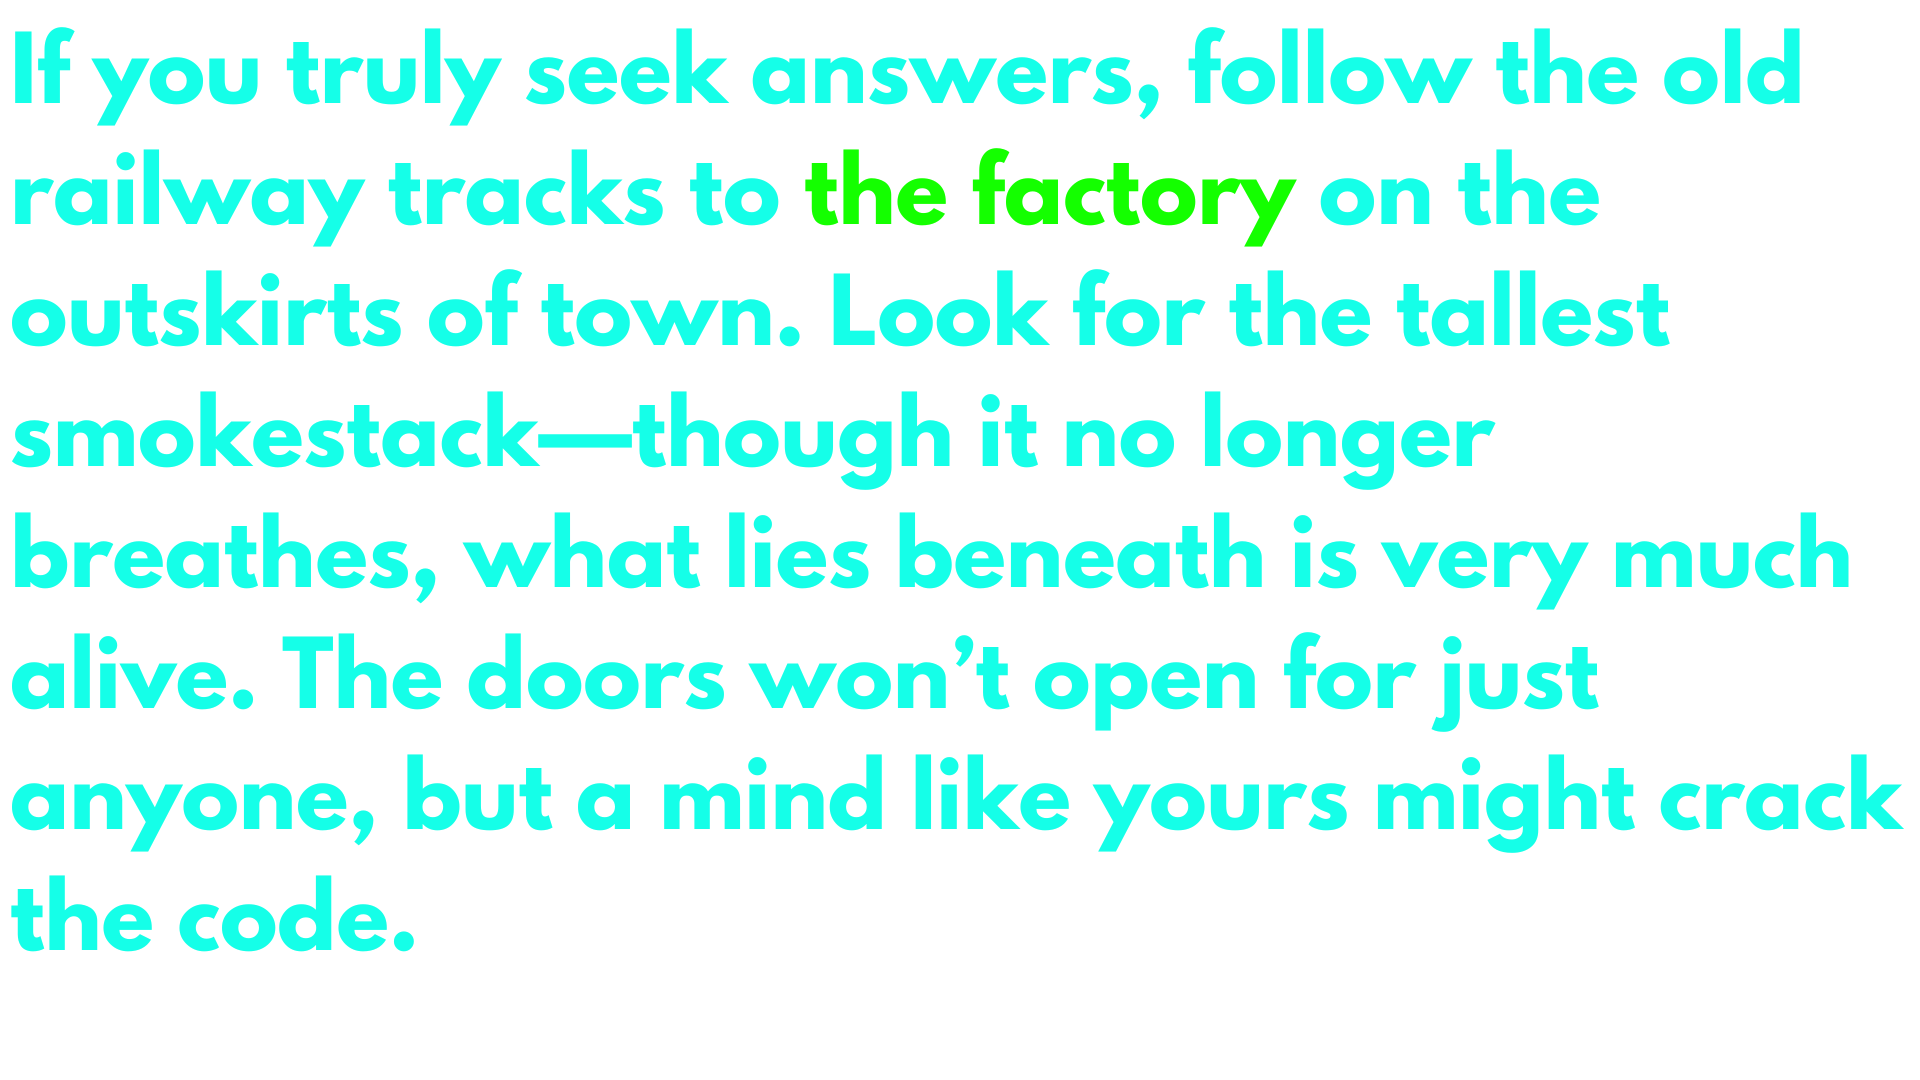 If you truly seek answers, follow the old
railway tracks to the factory on the
outskirts of town. Look for the tallest
smokestack—though it no longer
breathes, what lies beneath is very much
alive. The doors won’t open for just
anyone, but a mind like yours might crack
the code.